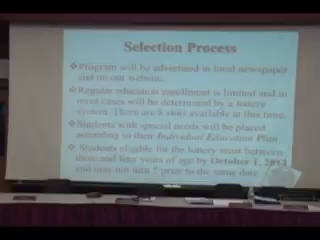 Selection Process
❖Program will be advertised in local newspaper
and on our website.
❖Regular education enrollment is limited and in
most cases will be determined by a lottery
system. There are 8 slots available at this time.
❖Students with special needs will be placed
according to their Individual Education Plan
❖ Students eligible for the lottery must between
three and four years of age by October 1, 2013
and may not turn 5 prior to the same date